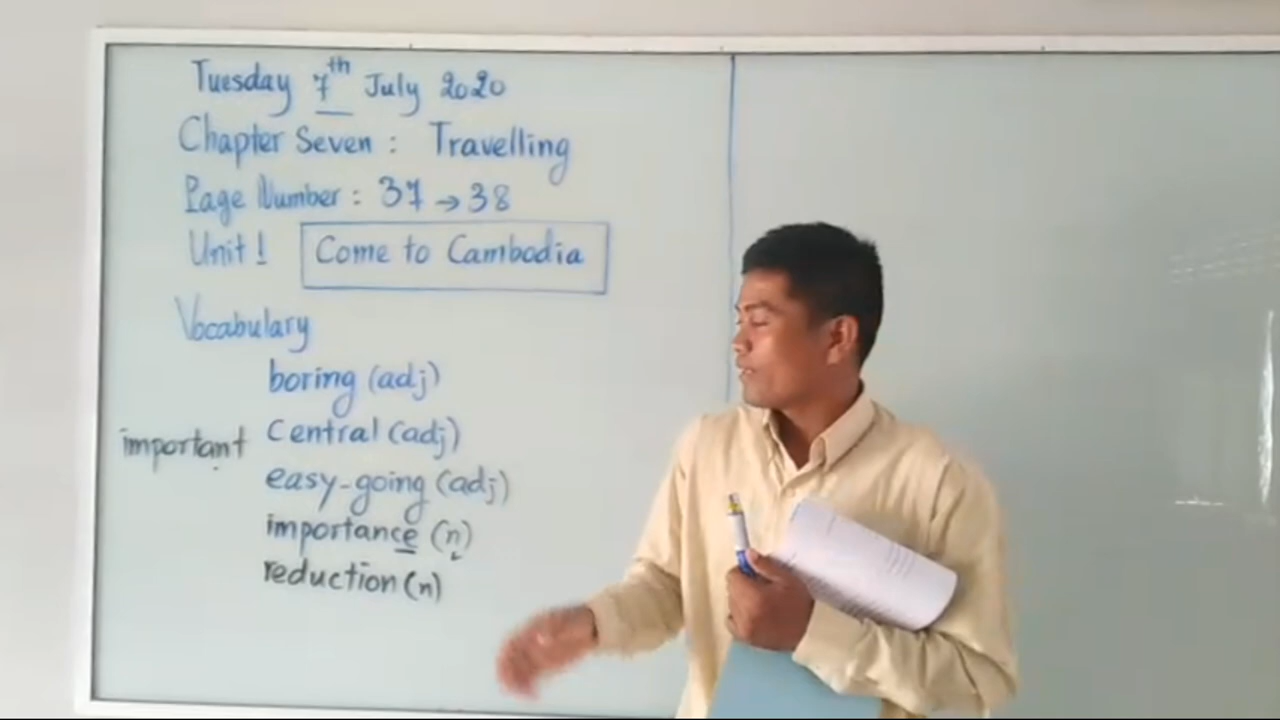 Tuesday 7th July 2020
Chapter Seven : Travelling
Page Number : 37 → 38
Unit 1
Come to Cambodia
Vocabulary
boring (adj)
Central (adj)
important
easy-going (adj)
importance (n)
reduction (n)